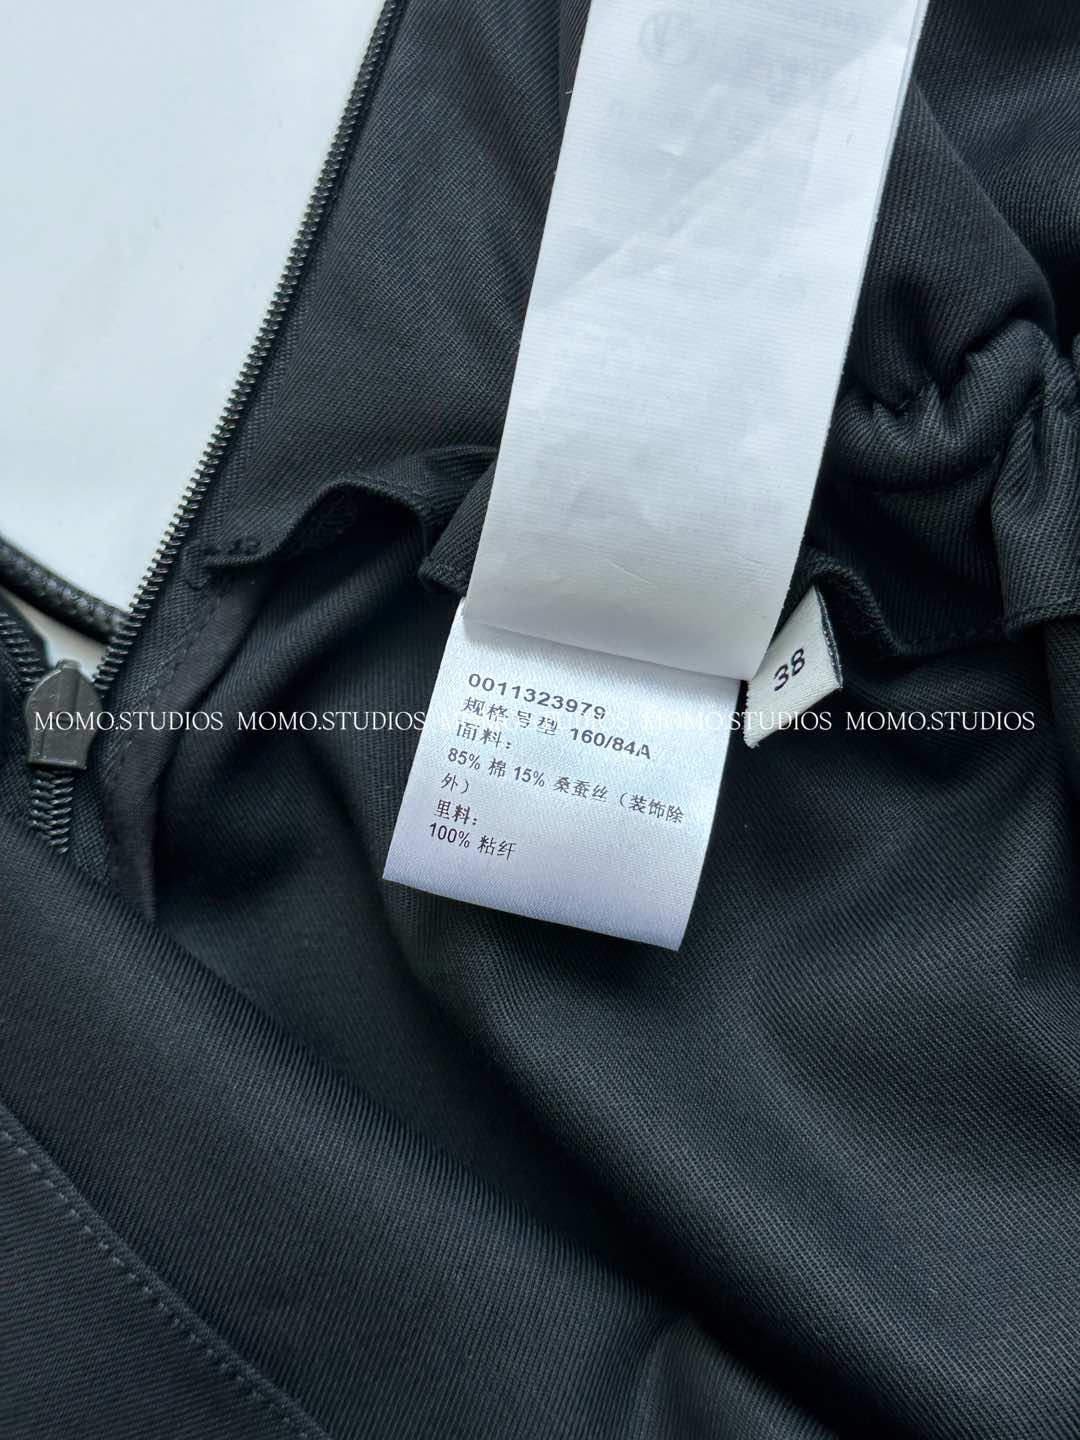 0011323979
规格号型 160/84A
面料：
85% 棉 15% 桑蚕丝（装饰除
外）
里料：
100% 粘纤
38
MOMO.STUDIOS MOMO.STUDIOS MOMO.STUDIOS MOMO.STUDIOS MOMO.STUDIOS